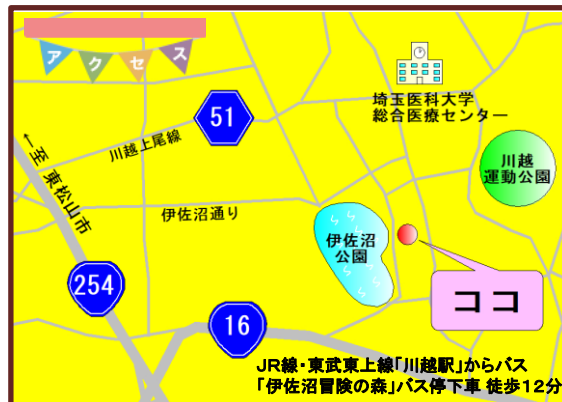 アクセス
埼玉医科大学
総合医療センター
51
川越上尾線
川越
運動公園
←至 東松山市
伊佐沼通り
伊佐沼
公園
254
ココ
16
JR線・東武東上線「川越駅」からバス
「伊佐沼冒険の森」バス停下車 徒歩12分